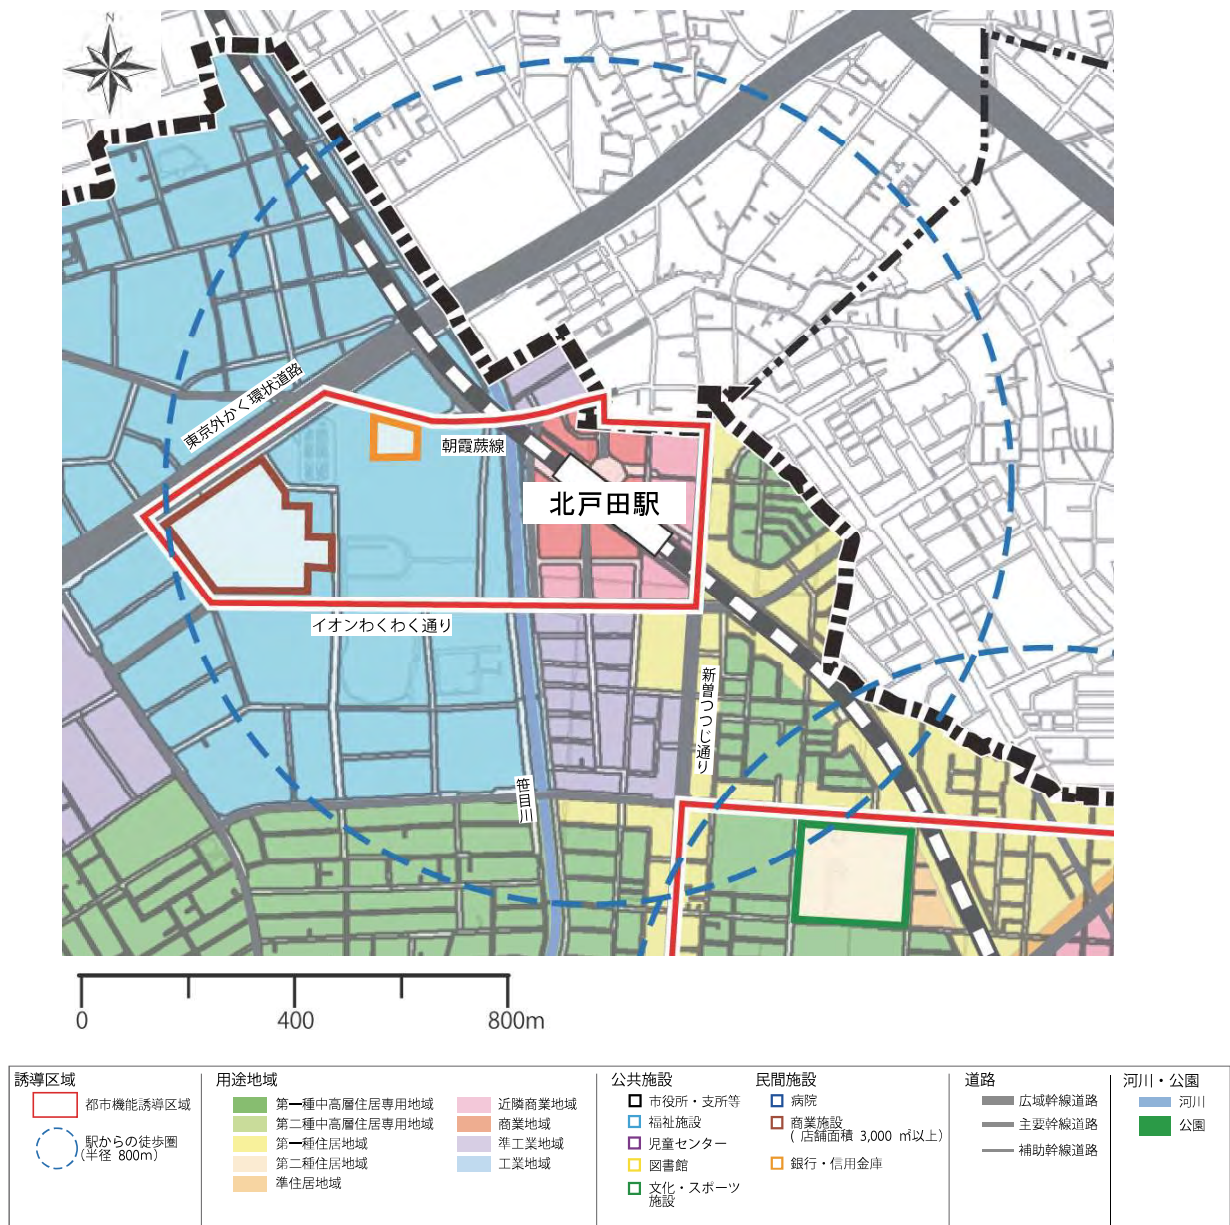 N
東京外かく環状道路
朝霞蕨線
北戸田駅
イオンわくわく通り
新曽つつじ通り
笹目川
0 400 800m
誘導区域
都市機能誘導区域
駅からの徒歩圏
(半径 800m)
用途地域
第一種中高層住居専用地域
第二種中高層住居専用地域
第一種住居地域
第二種住居地域
準住居地域
近隣商業地域
商業地域
準工業地域
工業地域
公共施設
市役所・支所等
福祉施設
児童センター
図書館
文化・スポーツ
施設
民間施設
病院
商業施設
( 店舗面積 3,000 ㎡以上)
銀行・信用金庫
道路
広域幹線道路
主要幹線道路
補助幹線道路
河川・公園
河川
公園